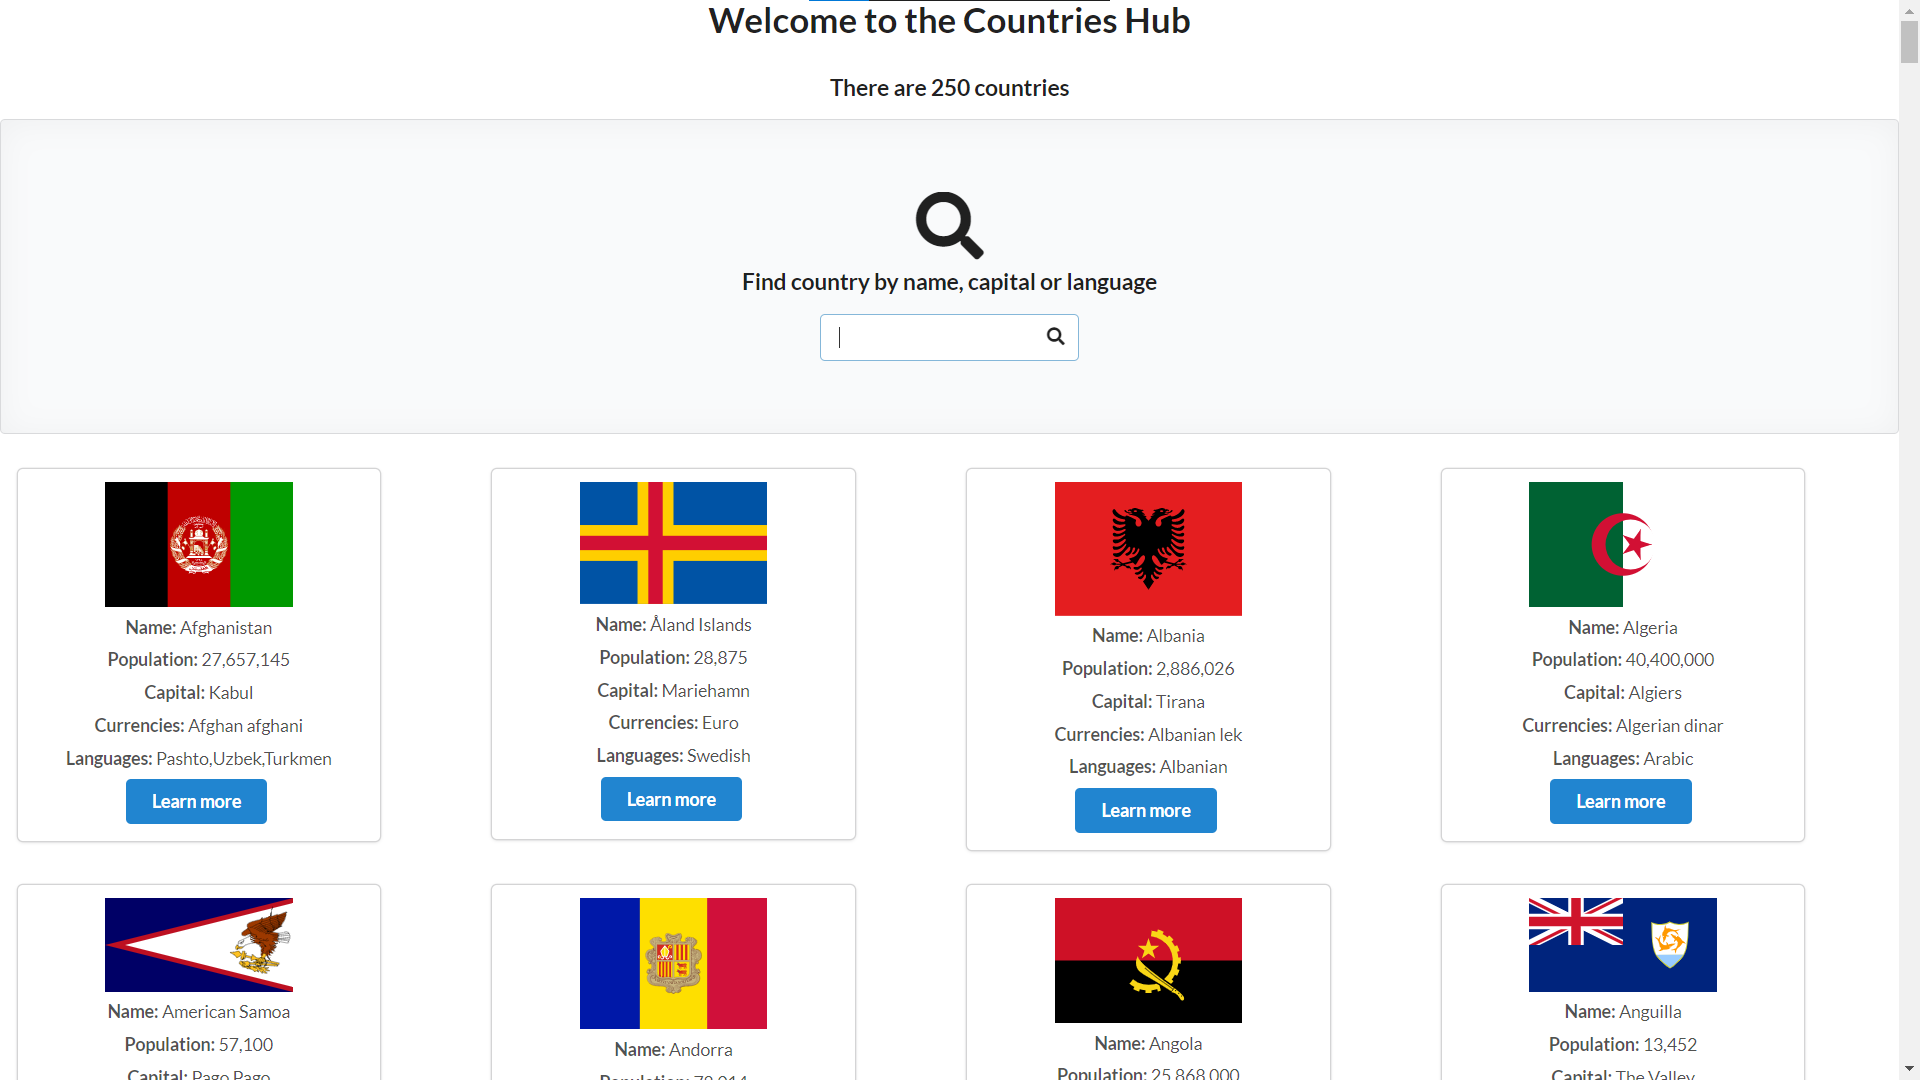 Welcome to the Countries Hub
There are 250 countries
Find country by name, capital or language
Name: Afghanistan
Population: 27,657,145
Capital: Kabul
Currencies: Afghan afghani
Languages: Pashto,Uzbek,Turkmen
Learn more
Name: Åland Islands
Population: 28,875
Capital: Mariehamn
Currencies: Euro
Languages: Swedish
Learn more
Name: Albania
Population: 2,886,026
Capital: Tirana
Currencies: Albanian lek
Languages: Albanian
Learn more
Name: Algeria
Population: 40,400,000
Capital: Algiers
Currencies: Algerian dinar
Languages: Arabic
Learn more
Name: American Samoa
Population: 57,100
Capital: Pago Pago
Name: Andorra
Population: 78,014
Name: Angola
Population: 25,868,000
Name: Anguilla
Population: 13,452
Capital: The Valley